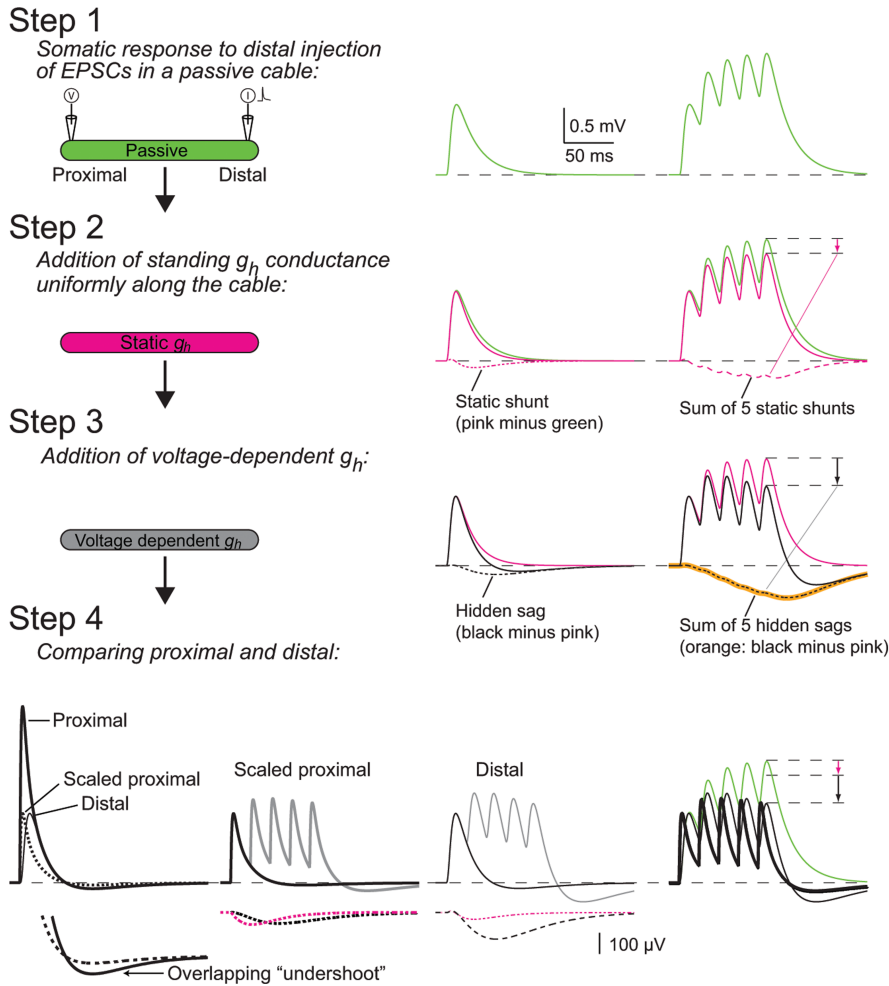 Step 1
Somatic response to distal injection
of EPSCs in a passive cable:
V
I
Passive
Proximal
Distal
0.5 mV
50 ms
Step 2
Addition of standing gh conductance
uniformly along the cable:
Static gh
Static shunt
(pink minus green)
Sum of 5 static shunts
Step 3
Addition of voltage-dependent gh:
Voltage dependent gh
Hidden sag
(black minus pink)
Sum of 5 hidden sags
(orange: black minus pink)
Step 4
Comparing proximal and distal:
Proximal
Scaled proximal
Distal
Scaled proximal
Distal
Overlapping “undershoot”
100 µV